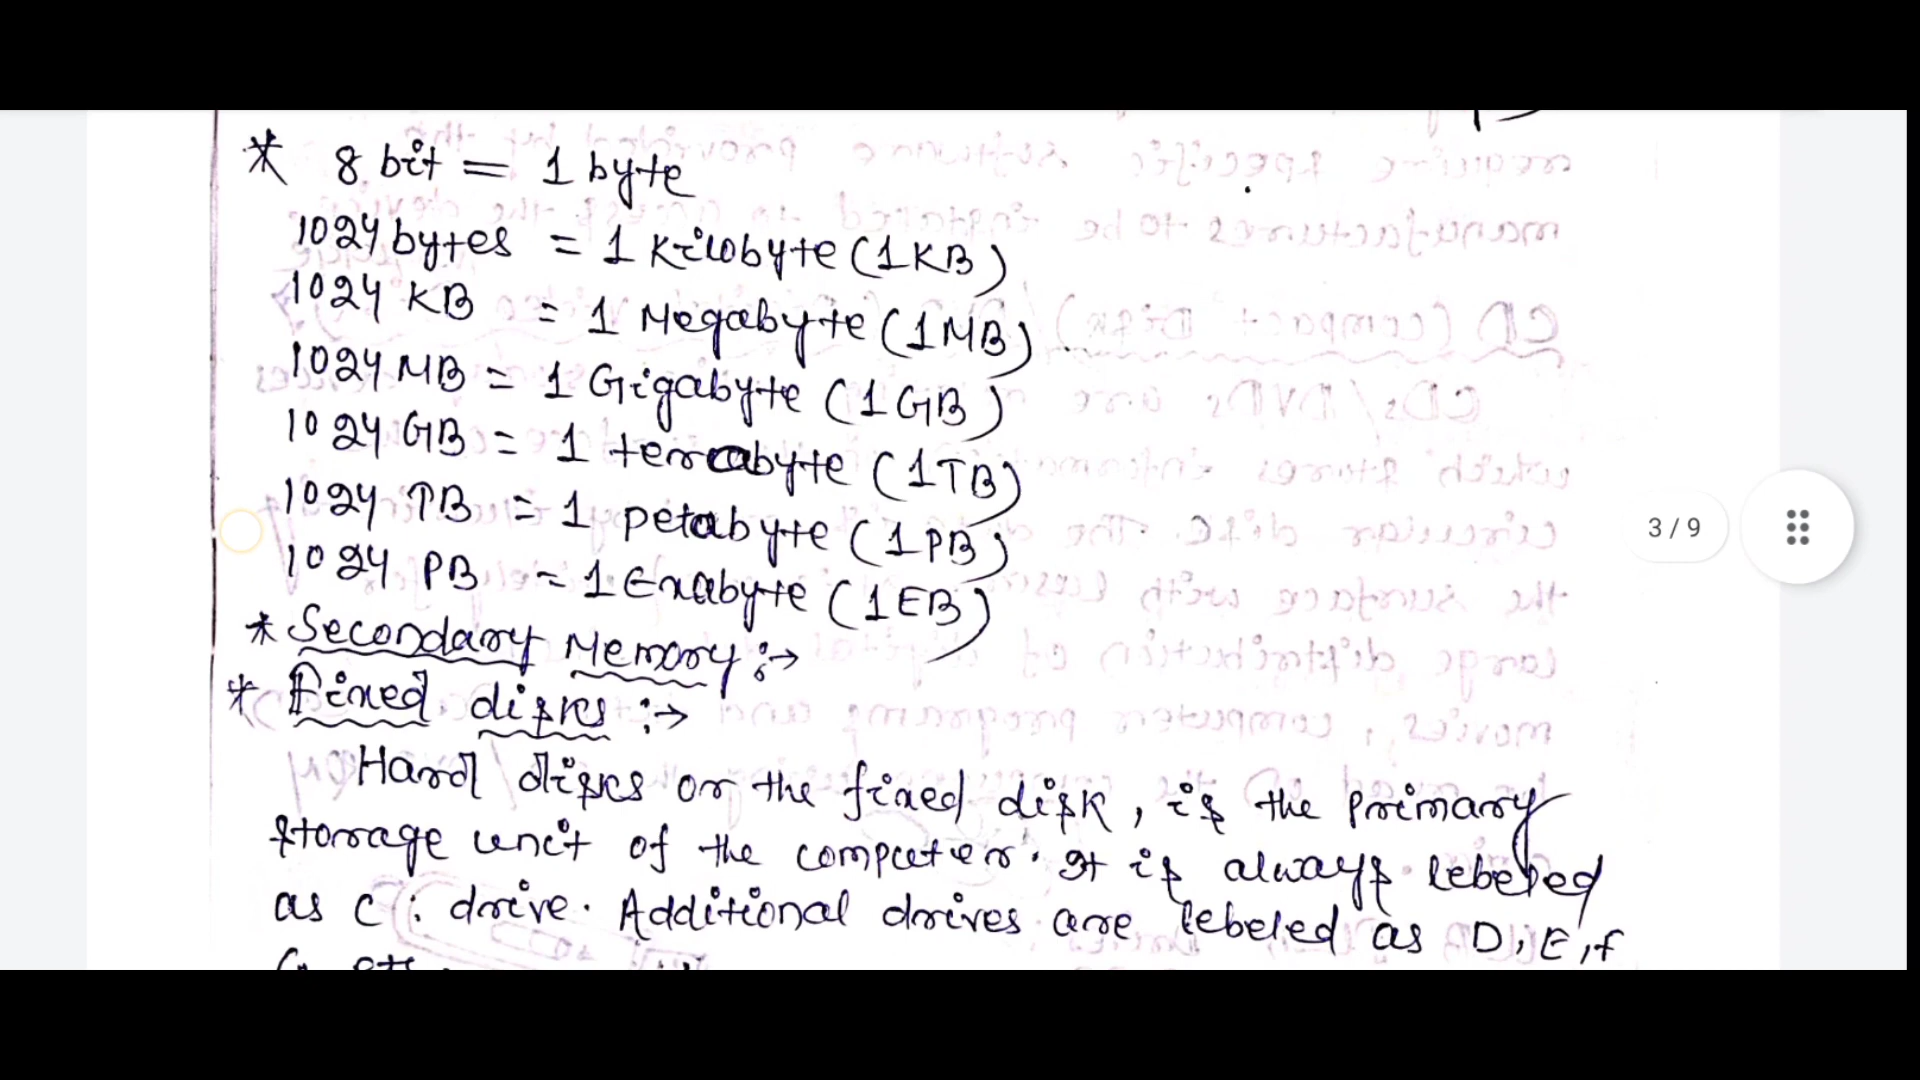 * 8 bit = 1 byte
1024 bytes = 1 Kilobyte (1KB)
1024 KB = 1 Megabyte (1MB)
1024 MB = 1 Gigabyte (1GB)
1024 GB = 1 terabyte (1TB)
1024 TB = 1 petabyte (1PB)
1024 PB = 1 Exabyte (1EB)
* Secondary Memory :→
* Fixed disks :→
Hard disks or the fixed disk, is the primary
storage unit of the computer. It is always lebeled
as C: drive. Additional drives are lebeled as D, E, f
3 / 9